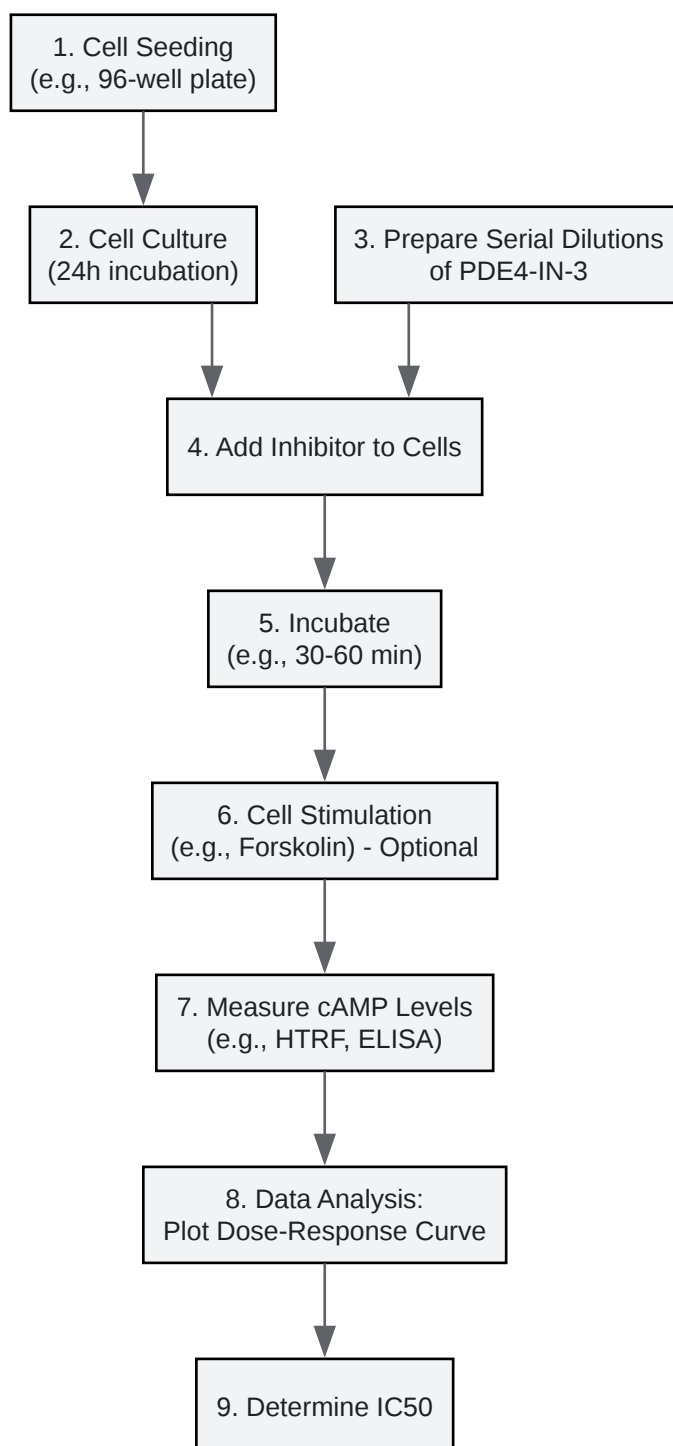 1. Cell Seeding
(e.g., 96-well plate)
2. Cell Culture
(24h incubation)
3. Prepare Serial Dilutions
of PDE4-IN-3
4. Add Inhibitor to Cells
5. Incubate
(e.g., 30-60 min)
6. Cell Stimulation
(e.g., Forskolin) - Optional
7. Measure cAMP Levels
(e.g., HTRF, ELISA)
8. Data Analysis:
Plot Dose-Response Curve
9. Determine IC50